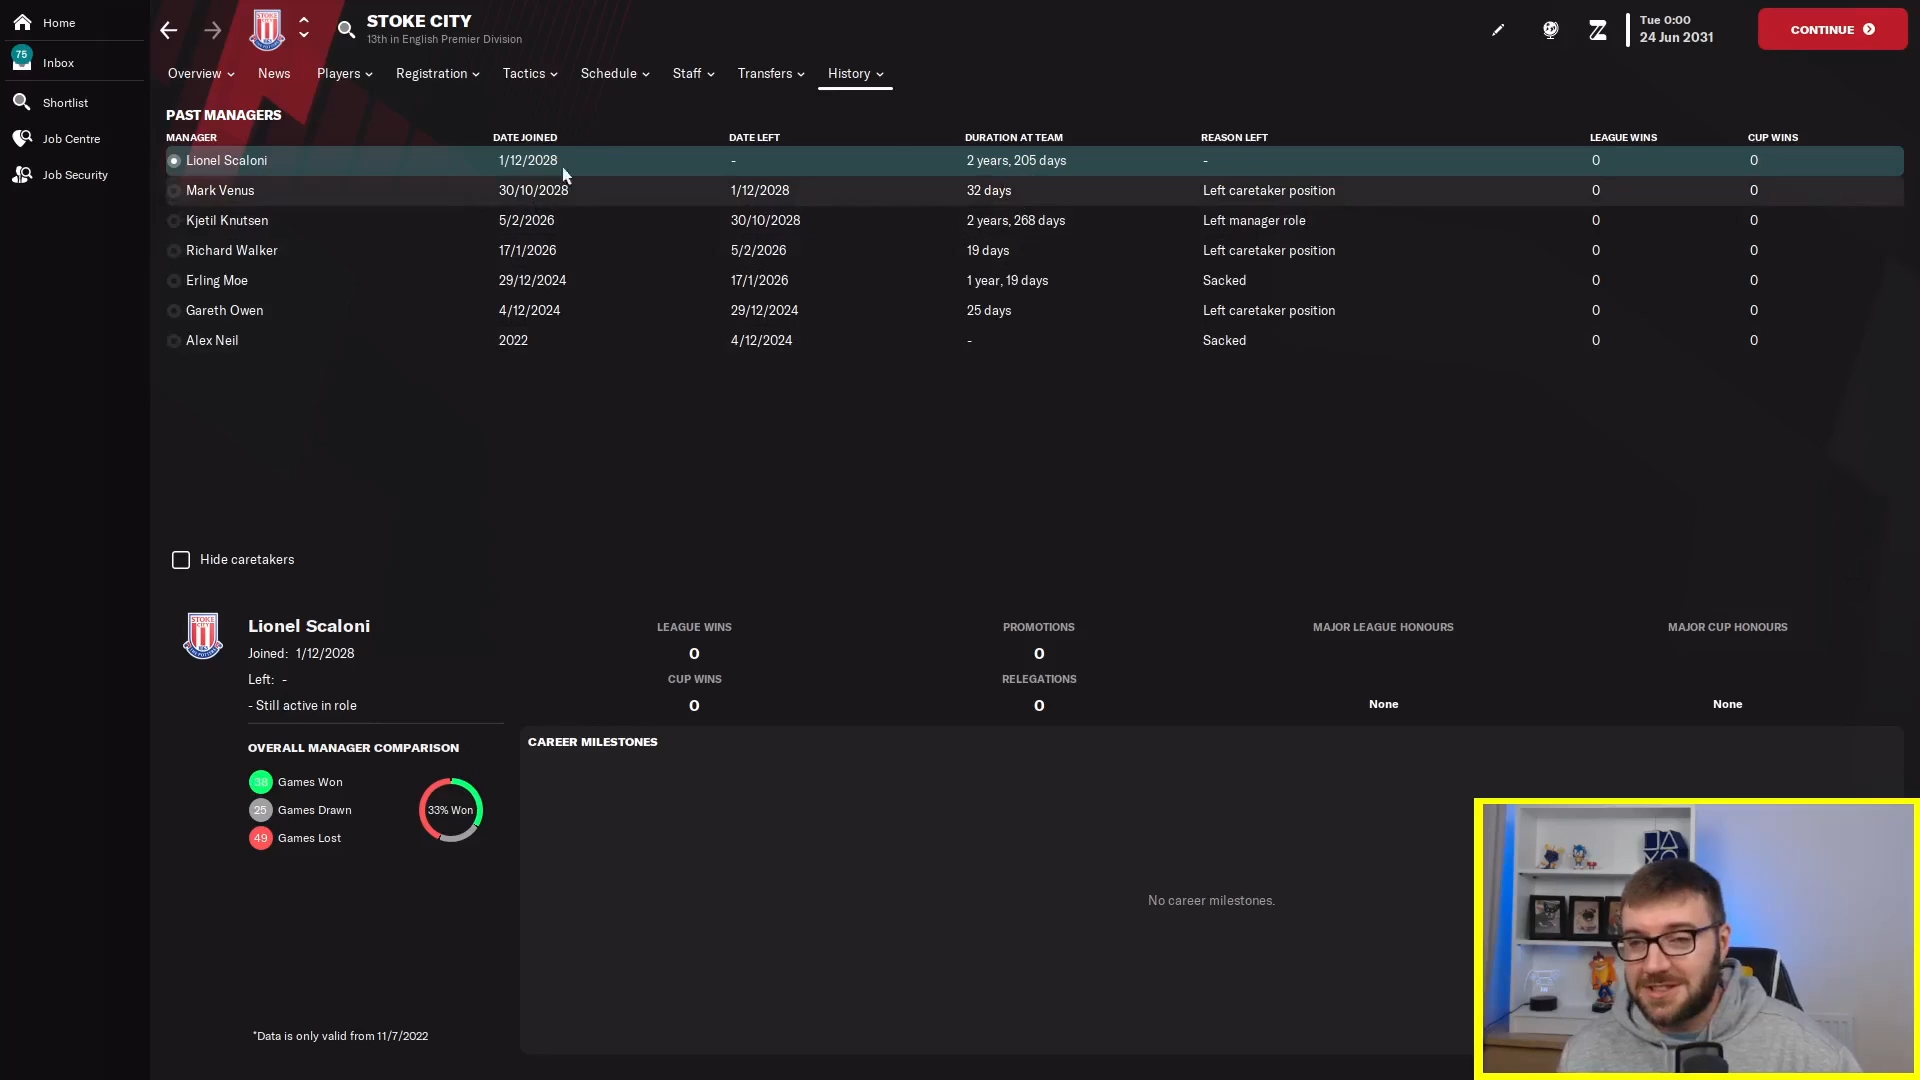 Home
75
Inbox
Shortlist
Job Centre
Job Security
STOKE CITY
13th in English Premier Division
Tue 0:00
24 Jun 2031
CONTINUE
Overview
News
Players
Registration
Tactics
Schedule
Staff
Transfers
History
PAST MANAGERS
MANAGER DATE JOINED DATE LEFT DURATION AT TEAM REASON LEFT LEAGUE WINS CUP WINS
Lionel Scaloni 1/12/2028 - 2 years, 205 days - 0 0
Mark Venus 30/10/2028 1/12/2028 32 days Left caretaker position 0 0
Kjetil Knutsen 5/2/2026 30/10/2028 2 years, 268 days Left manager role 0 0
Richard Walker 17/1/2026 5/2/2026 19 days Left caretaker position 0 0
Erling Moe 29/12/2024 17/1/2026 1 year, 19 days Sacked 0 0
Gareth Owen 4/12/2024 29/12/2024 25 days Left caretaker position 0 0
Alex Neil 2022 4/12/2024 - Sacked 0 0
Hide caretakers
Lionel Scaloni
Joined: 1/12/2028
Left: -
- Still active in role
LEAGUE WINS
0
CUP WINS
0
PROMOTIONS
0
RELEGATIONS
0
MAJOR LEAGUE HONOURS
None
MAJOR CUP HONOURS
None
OVERALL MANAGER COMPARISON
Games Won
25 Games Drawn
49 Games Lost
33% Won
CAREER MILESTONES
No career milestones.
*Data is only valid from 11/7/2022